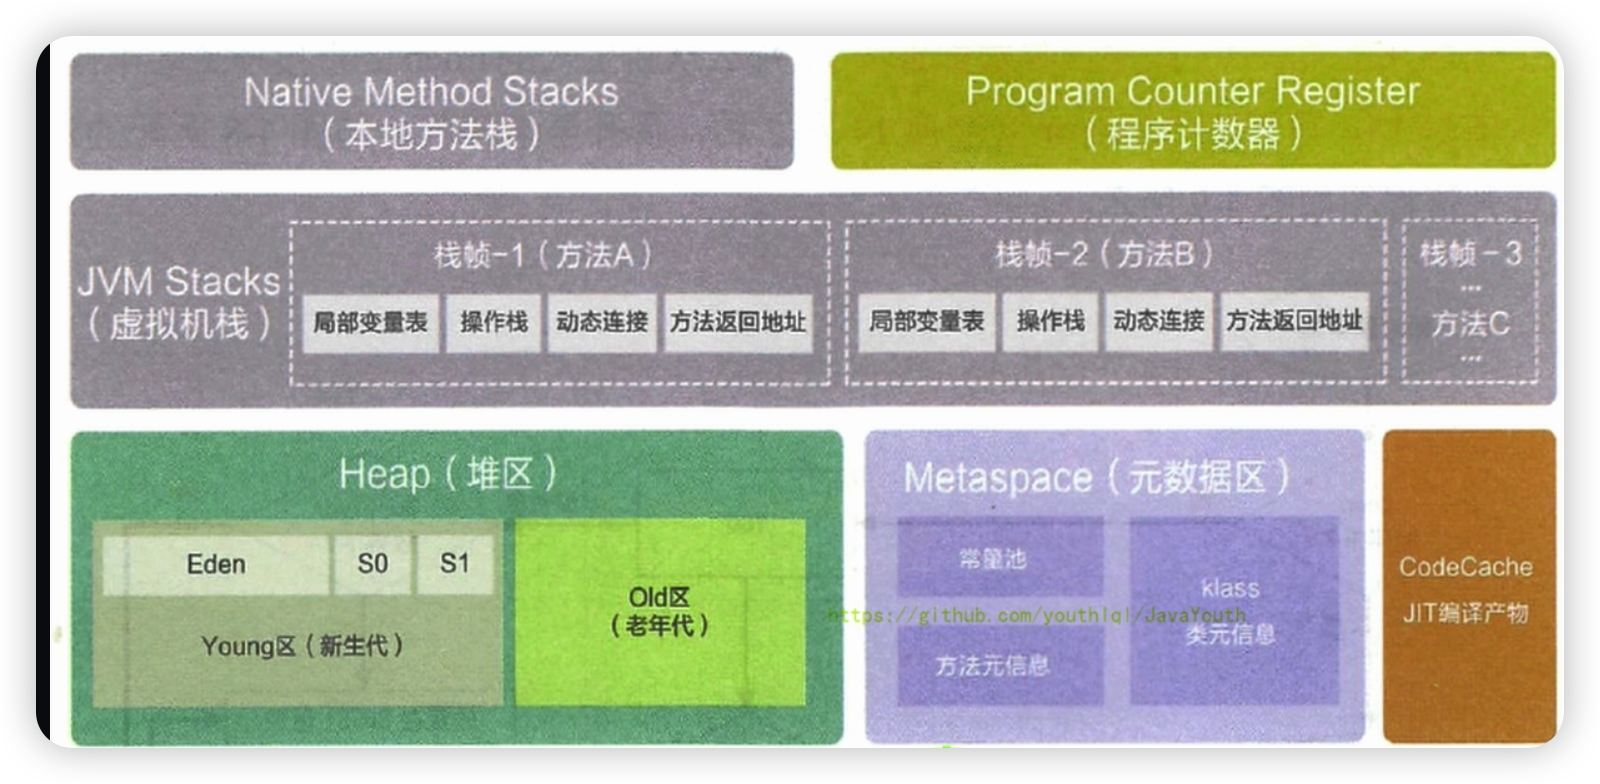 Native Method Stacks
（本地方法栈）
Program Counter Register
（程序计数器）
JVM Stacks
（虚拟机栈）
栈帧-1（方法A）
局部变量表
操作栈
动态连接
方法返回地址
栈帧-2（方法B）
局部变量表
操作栈
动态连接
方法返回地址
栈帧-3
...
方法C
...
Heap（堆区）
Eden
S0
S1
Young区（新生代）
Old区
（老年代）
Metaspace（元数据区）
常量池
方法元信息
klass
类元信息
https://github.com/youthlql/JavaYouth
CodeCache
JIT编译产物